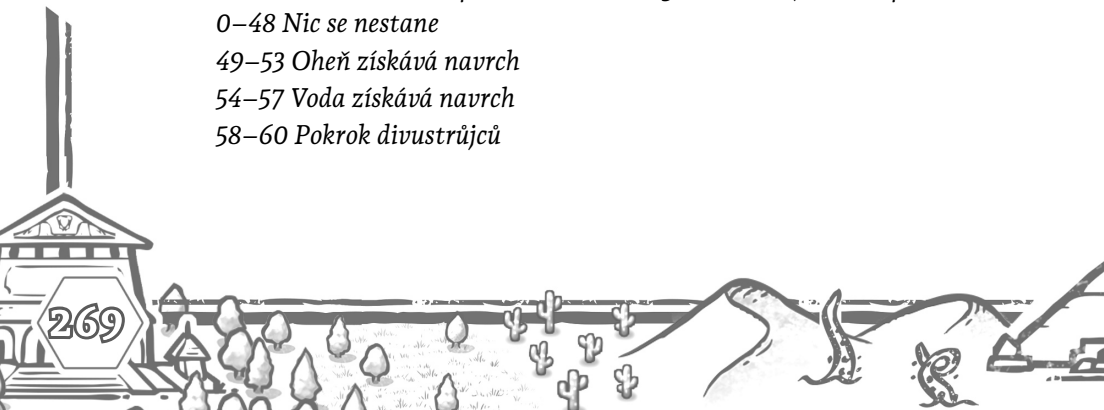 0–48 Nic se nestane
49–53 Oheň získává navrch
54–57 Voda získává navrch
58–60 Pokrok divustrůjců
269